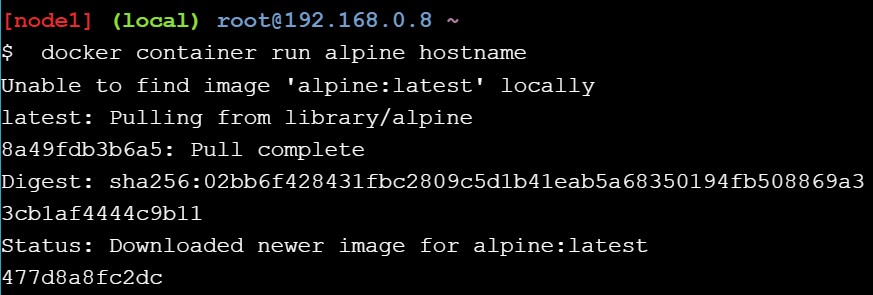 [node1] (local) root@192.168.0.8 ~
$  docker container run alpine hostname
Unable to find image 'alpine:latest' locally
latest: Pulling from library/alpine
8a49fdb3b6a5: Pull complete
Digest: sha256:02bb6f428431fbc2809c5d1b41eab5a68350194fb508869a3
3cb1af4444c9b11
Status: Downloaded newer image for alpine:latest
477d8a8fc2dc